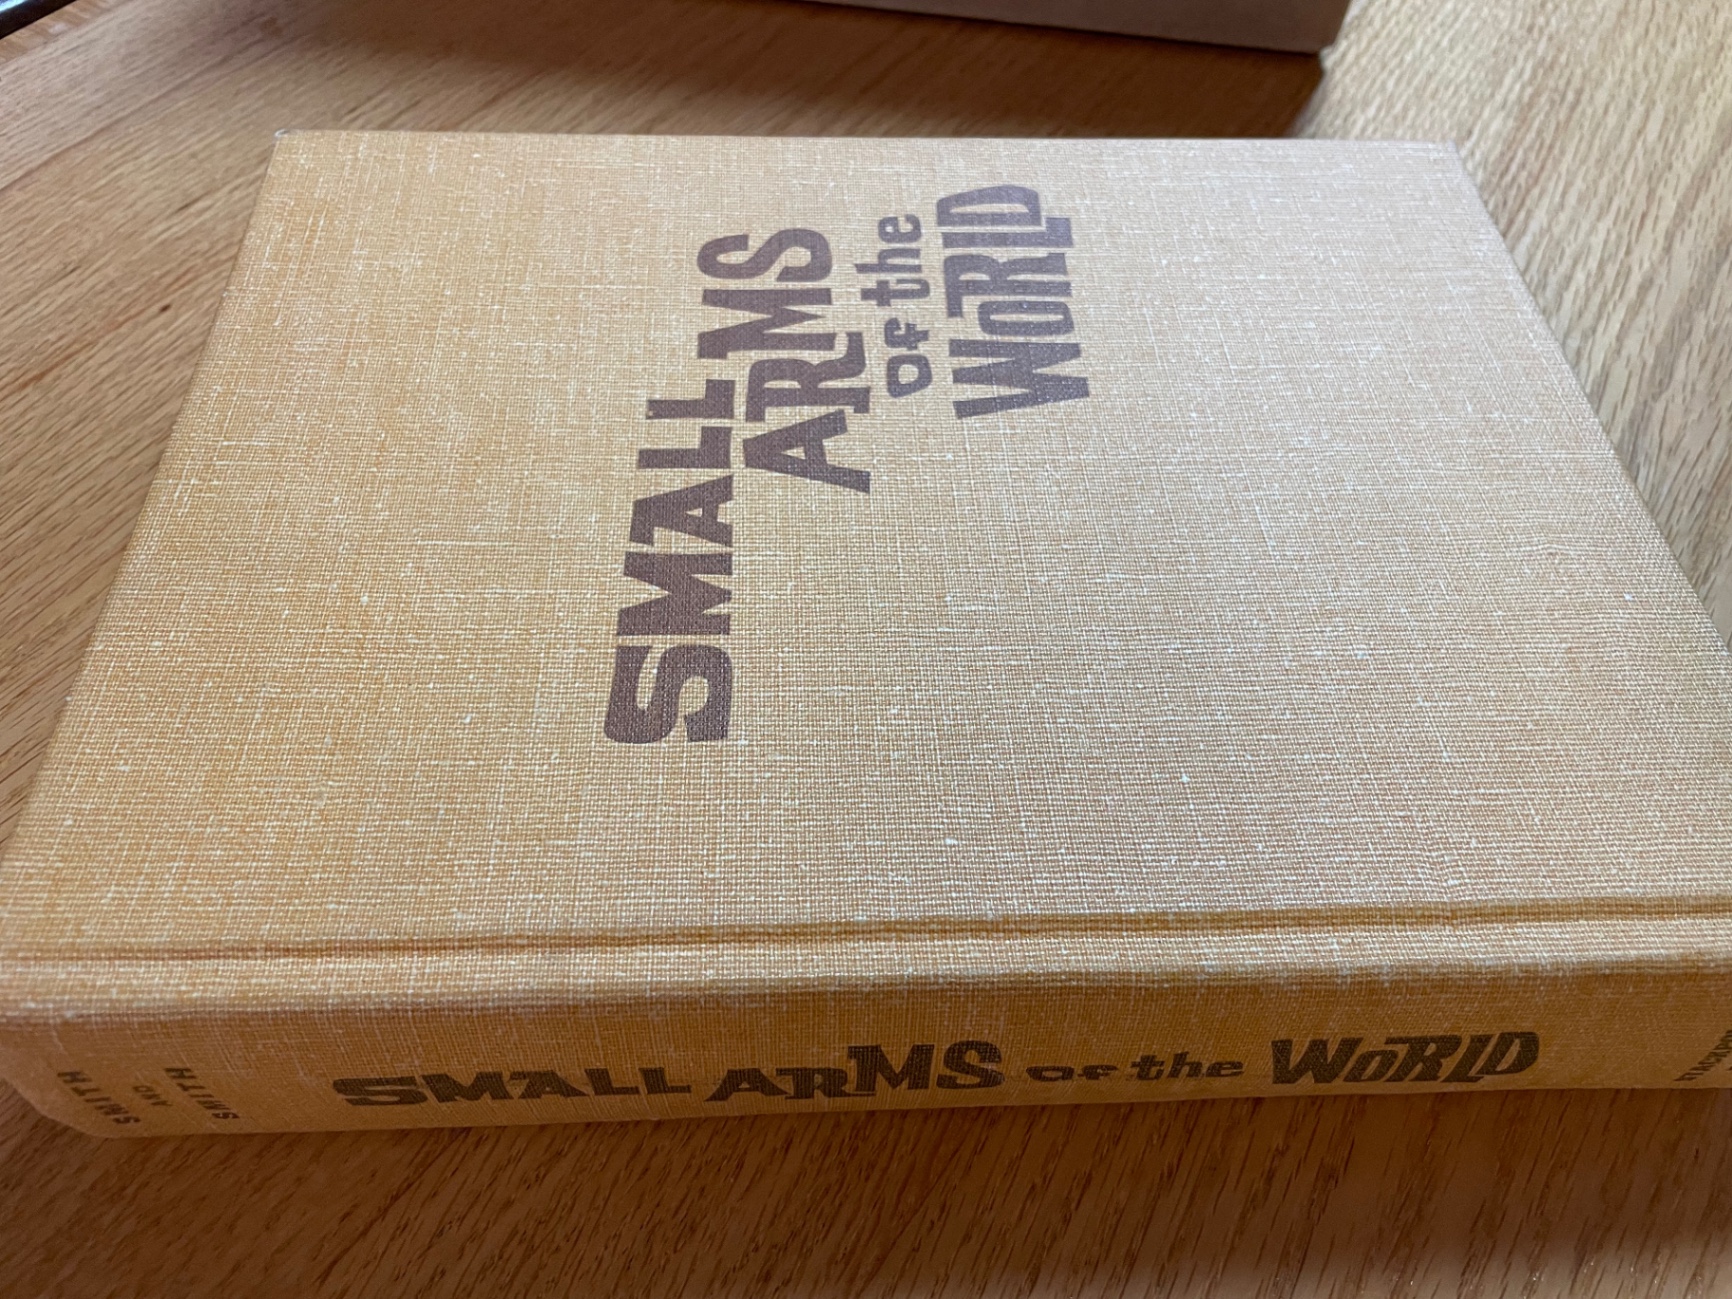 SMALL
ARMS
of the
WORLD
SMITH
AND
SMITH
SMALL ARMS of the WORLD